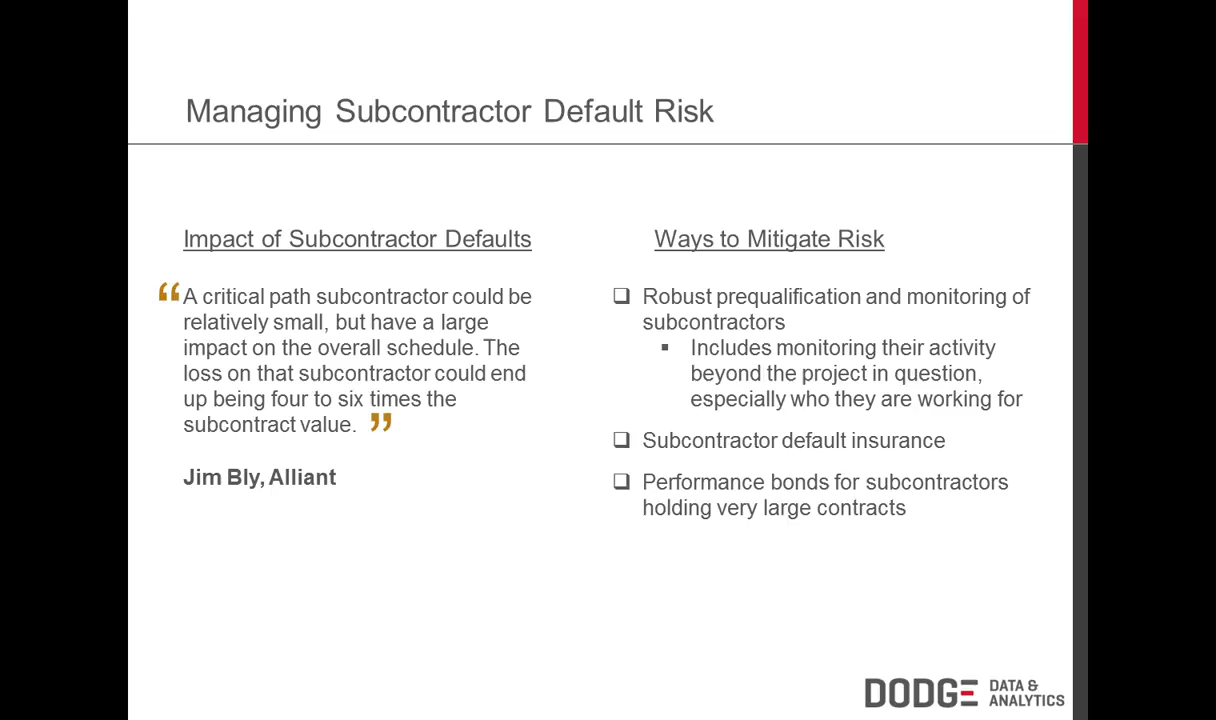 Managing Subcontractor Default Risk
Impact of Subcontractor Defaults
“A critical path subcontractor could be
relatively small, but have a large
impact on the overall schedule. The
loss on that subcontractor could end
up being four to six times the
subcontract value. ”
Jim Bly, Alliant
Ways to Mitigate Risk
❑ Robust prequalification and monitoring of
subcontractors
▪ Includes monitoring their activity
beyond the project in question,
especially who they are working for
❑ Subcontractor default insurance
❑ Performance bonds for subcontractors
holding very large contracts
DODGE DATA &
ANALYTICS